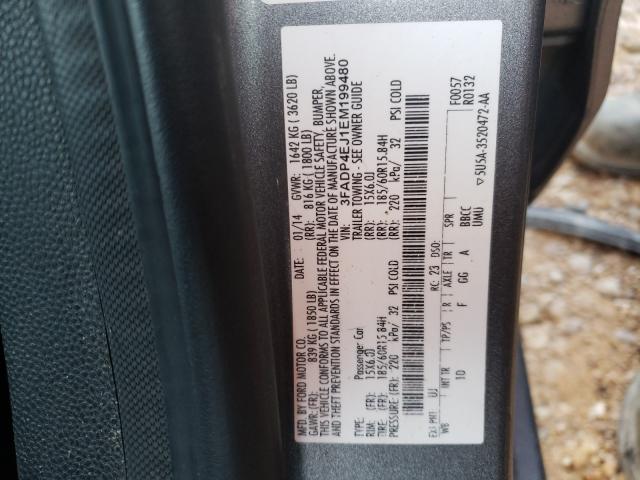 MFD. BY FORD MOTOR CO.
DATE: 01/14 GVWR: 1642 KG ( 3620 LB)
GAWR: (FR): 839 KG ( 1850 LB) (RR): 816 KG ( 1800 LB)
THIS VEHICLE CONFORMS TO ALL APPLICABLE FEDERAL MOTOR VEHICLE SAFETY, BUMPER,
AND THEFT PREVENTION STANDARDS IN EFFECT ON THE DATE OF MANUFACTURE SHOWN ABOVE.
VIN: 3FADP4EJ1EM199480
TYPE: Passenger Car TRAILER TOWING - SEE OWNER GUIDE
RIM: (FR): 15X6.0J (RR): 15X6.0J
TIRE: (FR): 185/60R15 84H (RR): 185/60R15 84H
PRESSURE: (FR): 220 kPa/ 32 PSI COLD (RR): 220 kPa/ 32 PSI COLD
EXT PNT: UJ RC: 23 DSO: F0057
R0132
WB INT TR TP/PS R AXLE TR SPR
10 F GG A BBCC
UMU
▽5U5A-3520472-AA